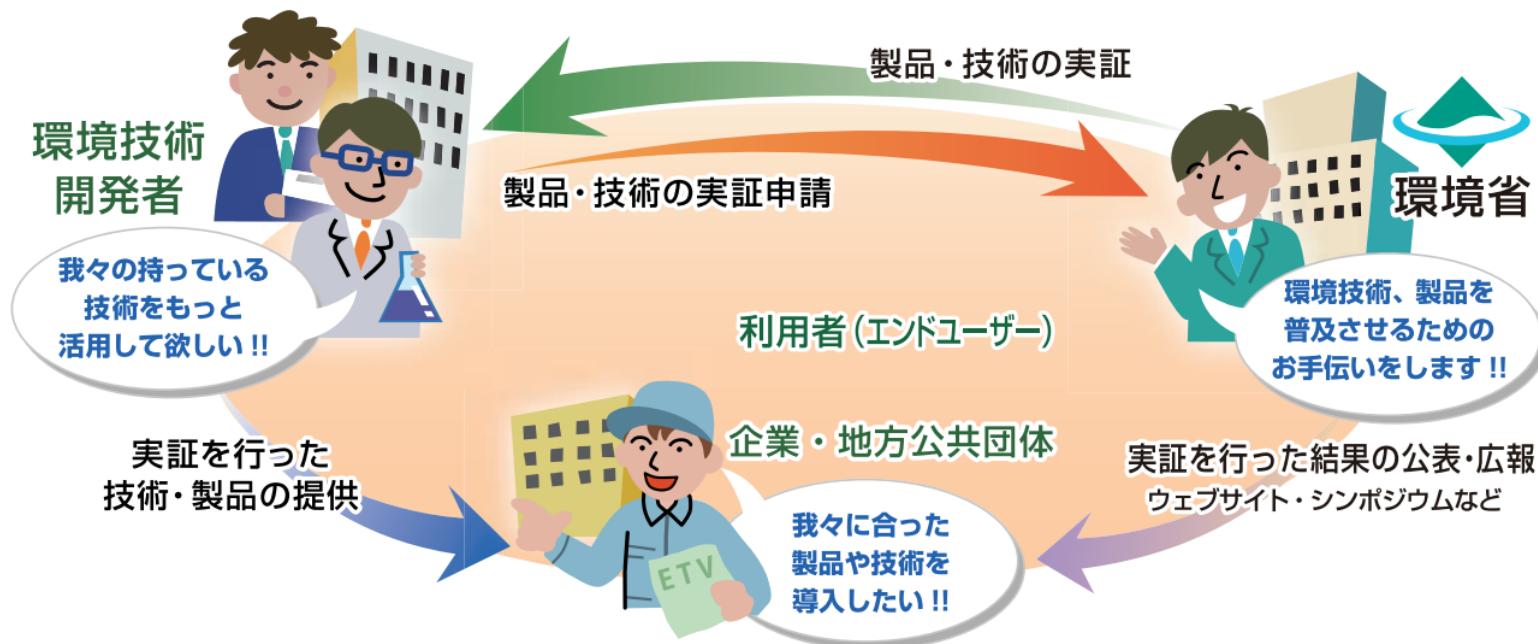 製品・技術の実証
環境技術
開発者
製品・技術の実証申請
環境省
我々の持っている
技術をもっと
活用して欲しい!!
環境技術、製品を
普及させるための
お手伝いをします!!
利用者(エンドユーザー)
企業・地方公共団体
実証を行った
技術・製品の提供
実証を行った結果の公表・広報
ウェブサイト・シンポジウムなど
我々に合った
製品や技術を
導入したい!!
ETV